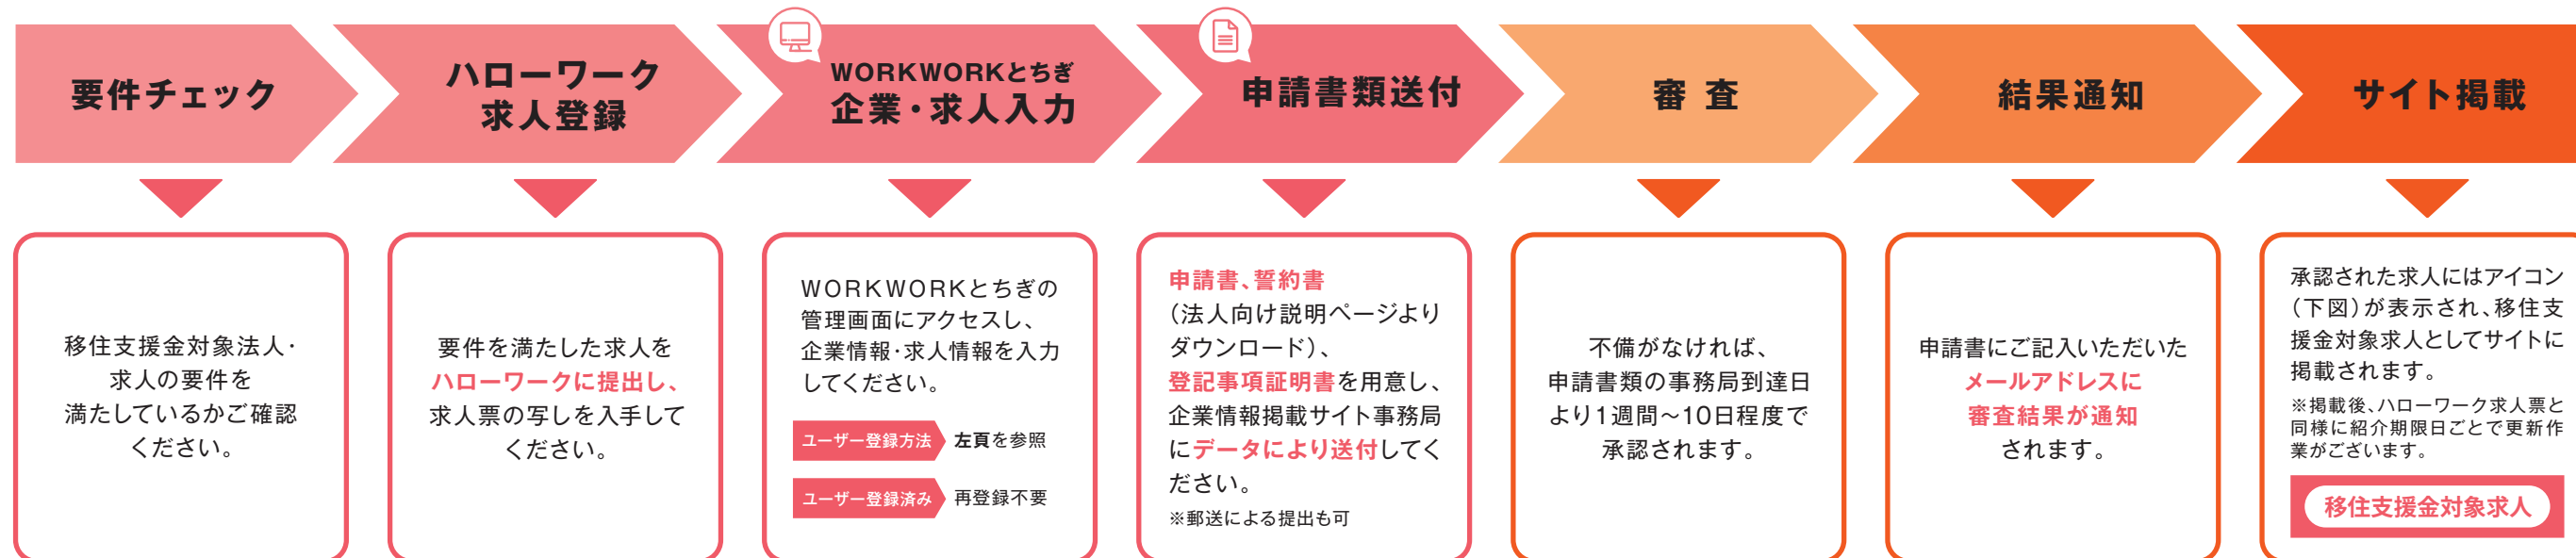 要件チェック
ハローワーク
求人登録
WORKWORKとちぎ
企業・求人入力
申請書類送付
審査
結果通知
サイト掲載
移住支援金対象法人・
求人の要件を
満たしているかご確認
ください。
要件を満たした求人を
ハローワークに提出し、
求人票の写しを入手して
ください。
WORKWORKとちぎの
管理画面にアクセスし、
企業情報・求人情報を入力
してください。
ユーザー登録方法 左頁を参照
ユーザー登録済み 再登録不要
申請書、誓約書
（法人向け説明ページより
ダウンロード）、
登記事項証明書を用意し、
企業情報掲載サイト事務局
にデータにより送付してく
ださい。
※郵送による提出も可
不備がなければ、
申請書類の事務局到達日
より1週間～10日程度で
承認されます。
申請書にご記入いただいた
メールアドレスに
審査結果が通知
されます。
承認された求人にはアイコン
（下図）が表示され、移住支
援金対象求人としてサイトに
掲載されます。
※掲載後、ハローワーク求人票と
同様に紹介期限日ごとで更新作
業がございます。
移住支援金対象求人